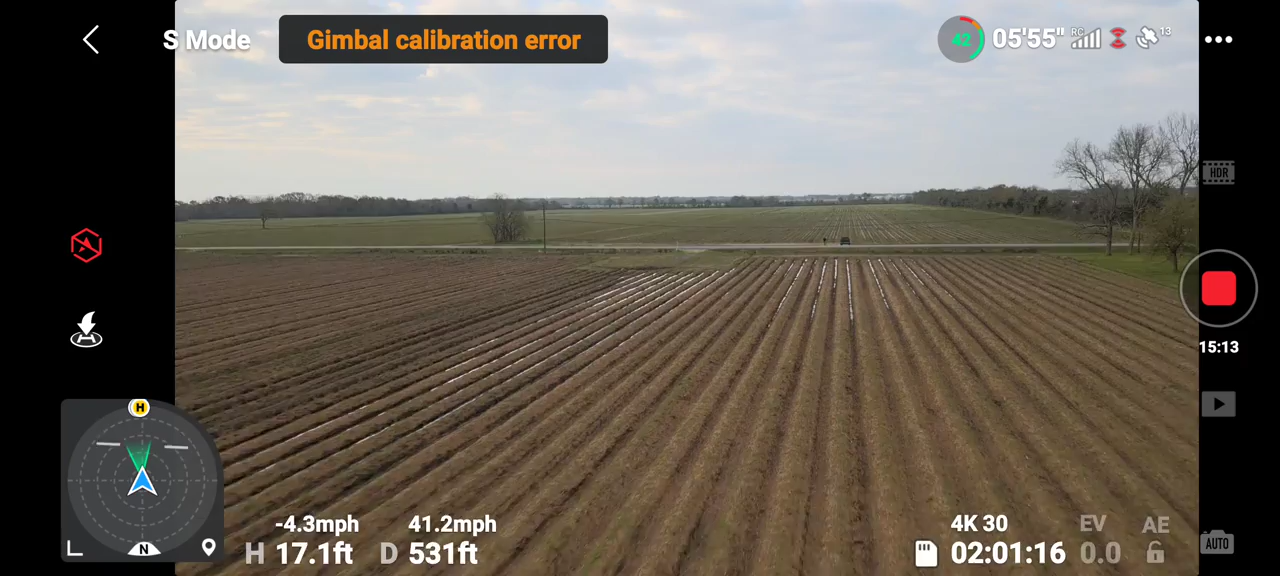 S Mode
Gimbal calibration error
42
05'55"
RC
13
HDR
15:13
H
N
-4.3mph
41.2mph
H 17.1ft
D 531ft
4K 30
02:01:16
EV
0.0
AE
AUTO